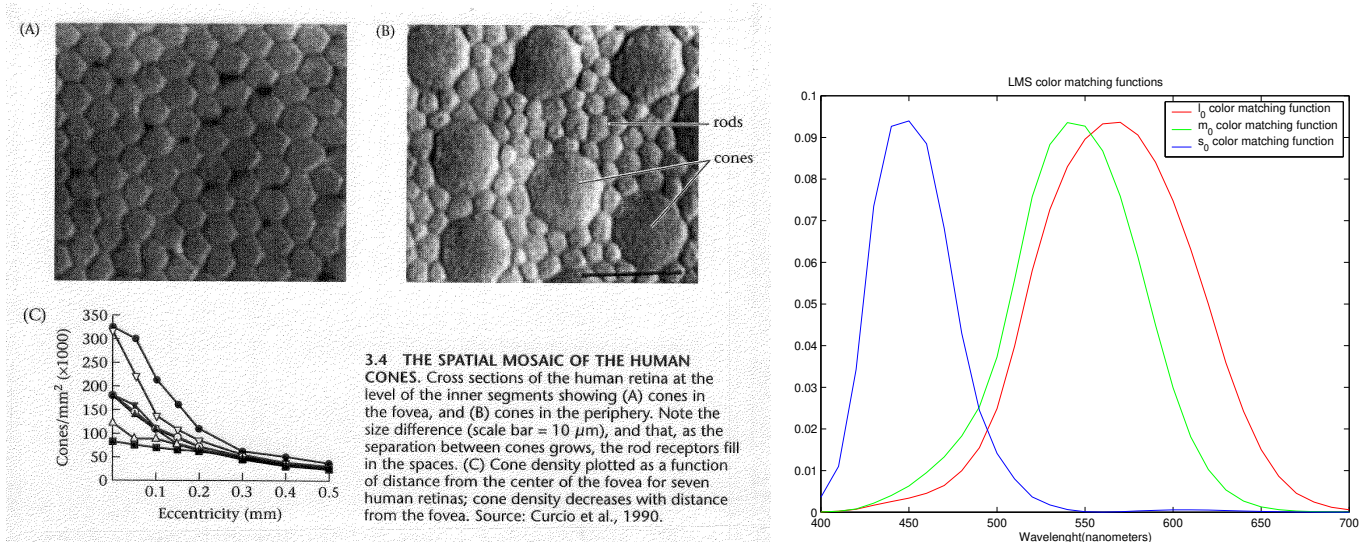 (A)
(B)
rods
cones
(C)
350
300
250
200
150
100
50
0
Cones/mm² (×1000)
0.1 0.2 0.3 0.4 0.5
Eccentricity (mm)
3.4 THE SPATIAL MOSAIC OF THE HUMAN
CONES. Cross sections of the human retina at the
level of the inner segments showing (A) cones in
the fovea, and (B) cones in the periphery. Note the
size difference (scale bar = 10 μm), and that, as the
separation between cones grows, the rod receptors fill
in the spaces. (C) Cone density plotted as a function
of distance from the center of the fovea for seven
human retinas; cone density decreases with distance
from the fovea. Source: Curcio et al., 1990.
LMS color matching functions
l₀ color matching function
m₀ color matching function
s₀ color matching function
0.1
0.09
0.08
0.07
0.06
0.05
0.04
0.03
0.02
0.01
0
400 450 500 550 600 650 700
Wavelenght(nanometers)